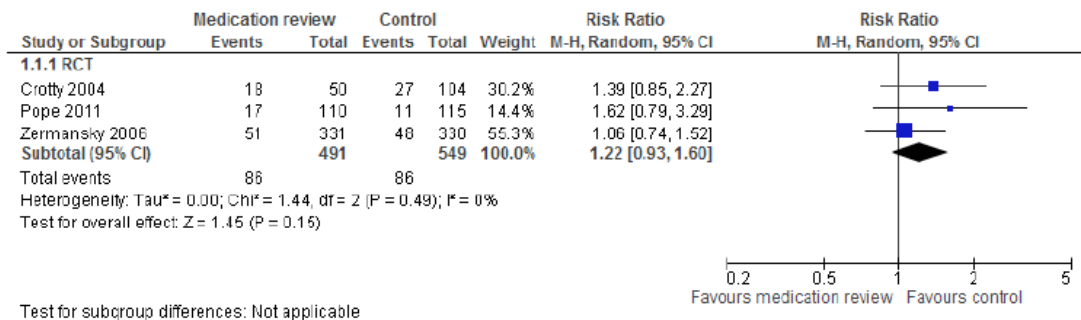 Medication review Control Risk Ratio Risk Ratio
Study or Subgroup Events Total Events Total Weight M-H, Random, 95% CI M-H, Random, 95% CI
1.1.1 RCT
Crotty 2004 18 50 27 104 30.2% 1.39 [0.85, 2.27]
Pope 2011 17 110 11 115 14.4% 1.62 [0.79, 3.29]
Zermansky 2006 51 331 48 330 55.3% 1.06 [0.74, 1.52]
Subtotal (95% CI) 491 549 100.0% 1.22 [0.93, 1.60]
Total events 86 86
Heterogeneity: Tau² = 0.00; Chi² = 1.44, df = 2 (P = 0.49); I² = 0%
Test for overall effect: Z = 1.45 (P = 0.15)
0.2 0.5 1 2 5
Favours medication review Favours control
Test for subgroup differences: Not applicable